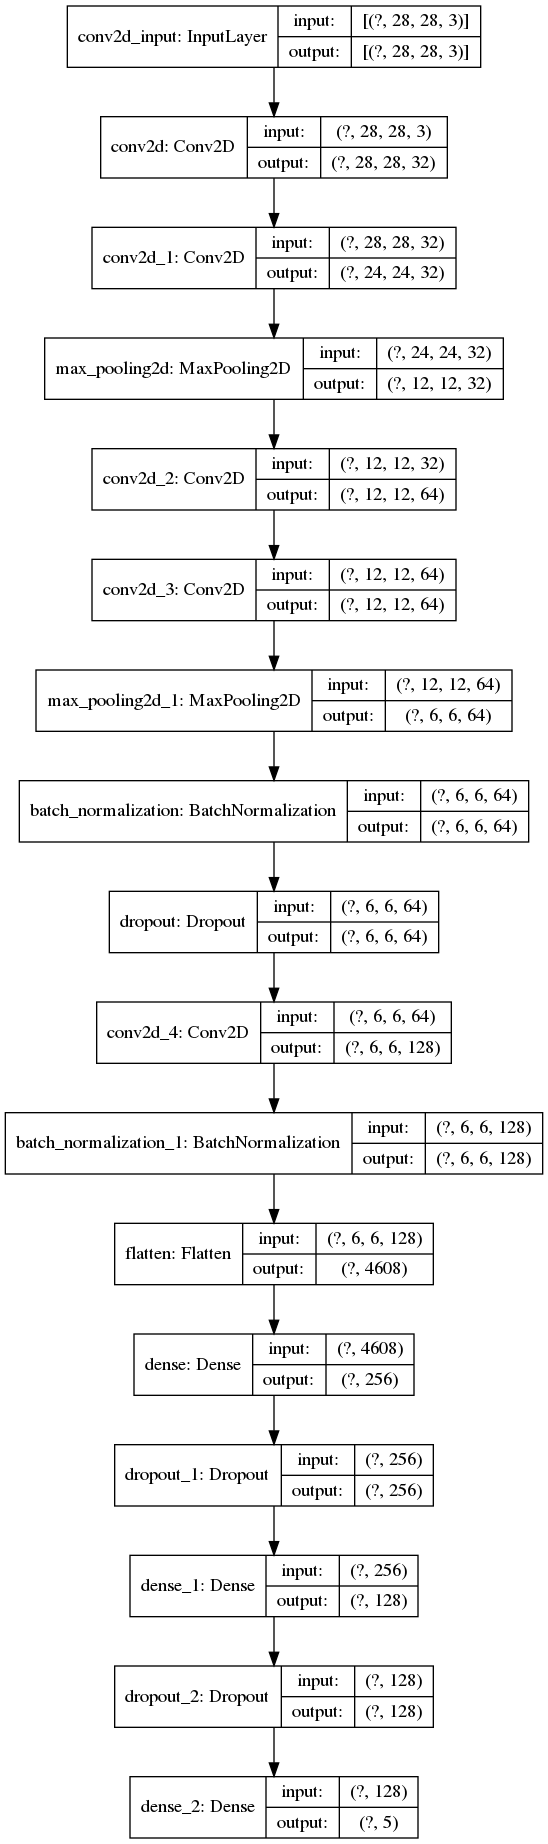 conv2d_input: InputLayer
input: [(?, 28, 28, 3)]
output: [(?, 28, 28, 3)]
conv2d: Conv2D
input: (?, 28, 28, 3)
output: (?, 28, 28, 32)
conv2d_1: Conv2D
input: (?, 28, 28, 32)
output: (?, 24, 24, 32)
max_pooling2d: MaxPooling2D
input: (?, 24, 24, 32)
output: (?, 12, 12, 32)
conv2d_2: Conv2D
input: (?, 12, 12, 32)
output: (?, 12, 12, 64)
conv2d_3: Conv2D
input: (?, 12, 12, 64)
output: (?, 12, 12, 64)
max_pooling2d_1: MaxPooling2D
input: (?, 12, 12, 64)
output: (?, 6, 6, 64)
batch_normalization: BatchNormalization
input: (?, 6, 6, 64)
output: (?, 6, 6, 64)
dropout: Dropout
input: (?, 6, 6, 64)
output: (?, 6, 6, 64)
conv2d_4: Conv2D
input: (?, 6, 6, 64)
output: (?, 6, 6, 128)
batch_normalization_1: BatchNormalization
input: (?, 6, 6, 128)
output: (?, 6, 6, 128)
flatten: Flatten
input: (?, 6, 6, 128)
output: (?, 4608)
dense: Dense
input: (?, 4608)
output: (?, 256)
dropout_1: Dropout
input: (?, 256)
output: (?, 256)
dense_1: Dense
input: (?, 256)
output: (?, 128)
dropout_2: Dropout
input: (?, 128)
output: (?, 128)
dense_2: Dense
input: (?, 128)
output: (?, 5)